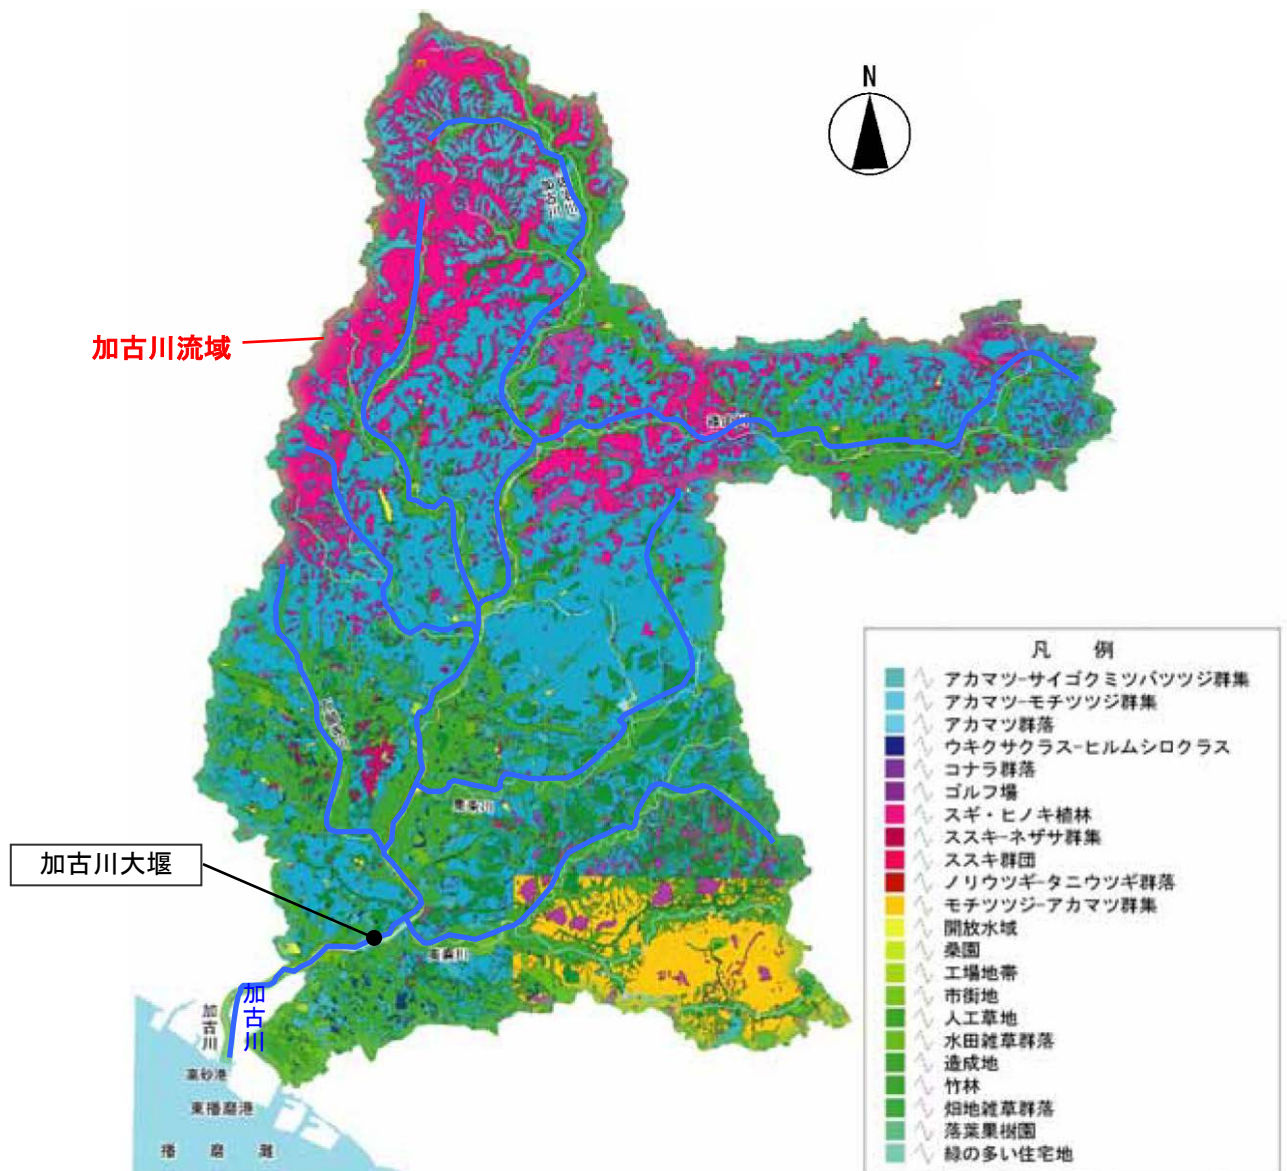 N
佐治川
加古川
加古川流域
篠山川
凡 例
アカマツ-サイゴクミツバツツジ群集
アカマツ-モチツツジ群集
アカマツ群落
ウキクサクラス-ヒルムシロクラス
コナラ群落
ゴルフ場
スギ・ヒノキ植林
ススキ-ネザサ群集
ススキ群団
ノリウツギ-タニウツギ群落
モチツツジ-アカマツ群集
開放水域
桑園
工場地帯
市街地
人工草地
水田雑草群落
造成地
竹林
畑地雑草群落
落葉果樹園
緑の多い住宅地
加古川大堰
加古川
加古川
高砂港
東播磨港
播磨灘